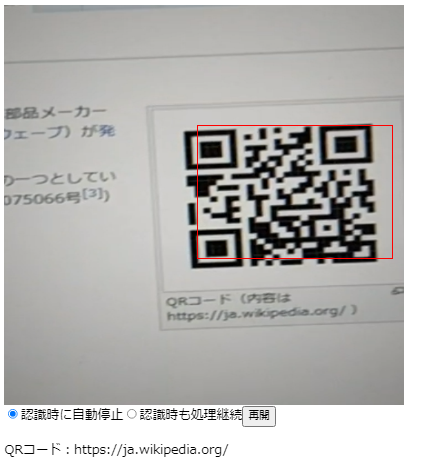 部品メーカー
ウェーブ）が発
の一つとしてい
075066号[3])
QRコード（内容は
https://ja.wikipedia.org/ ）
認識時に自動停止 認識時も処理継続 再開
QRコード：https://ja.wikipedia.org/